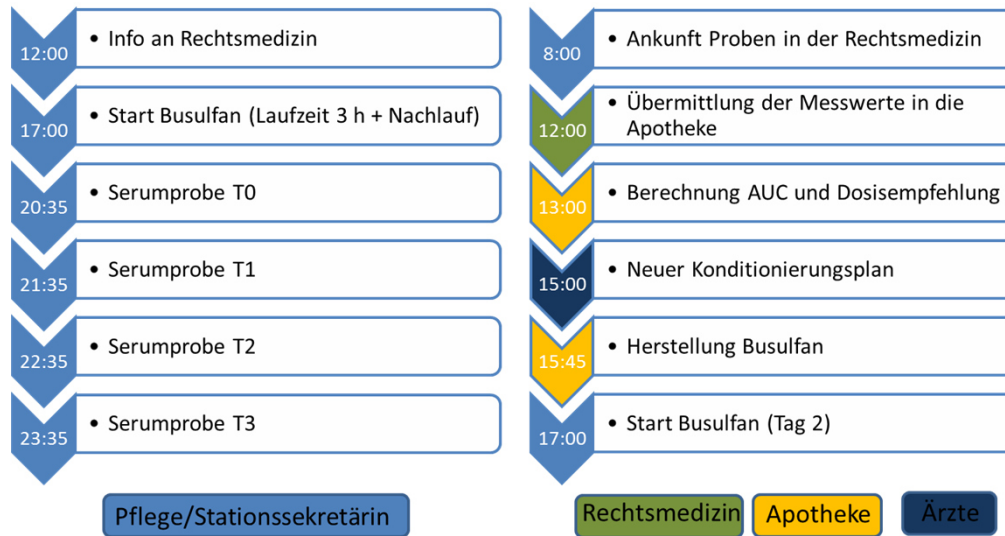 12:00
• Info an Rechtsmedizin
17:00
• Start Busulfan (Laufzeit 3 h + Nachlauf)
20:35
• Serumprobe T0
21:35
• Serumprobe T1
22:35
• Serumprobe T2
23:35
• Serumprobe T3
Pflege/Stationssekretärin
8:00
• Ankunft Proben in der Rechtsmedizin
12:00
• Übermittlung der Messwerte in die
Apotheke
13:00
• Berechnung AUC und Dosisempfehlung
15:00
• Neuer Konditionierungsplan
15:45
• Herstellung Busulfan
17:00
• Start Busulfan (Tag 2)
Rechtsmedizin
Apotheke
Ärzte